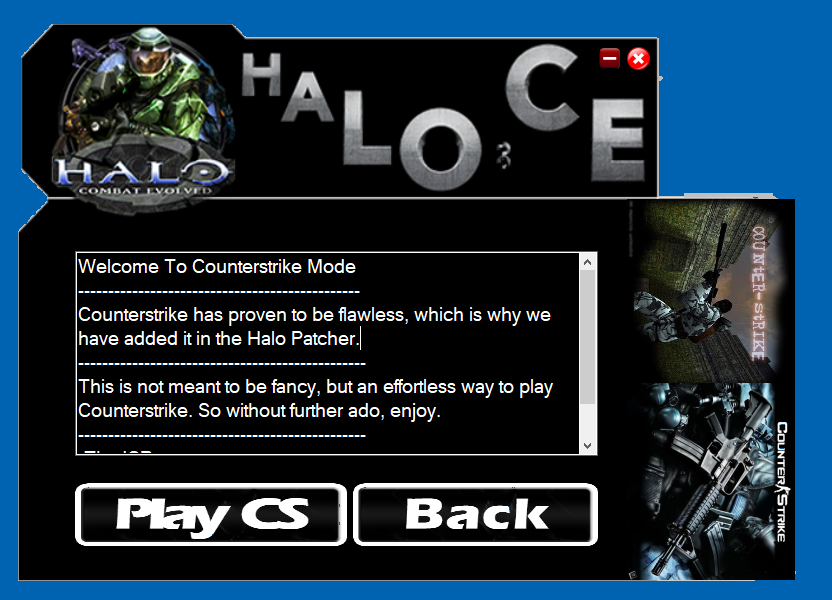 HALO CE
HALO
COMBAT EVOLVED
Welcome To Counterstrike Mode
-----------------------------------------------
Counterstrike has proven to be flawless, which is why we
have added it in the Halo Patcher.
------------------------------------------------
This is not meant to be fancy, but an effortless way to play
Counterstrike. So without further ado, enjoy.
------------------------------------------------
Play CS
Back
COUNtER-StRIKE
COUNTER STRIKE